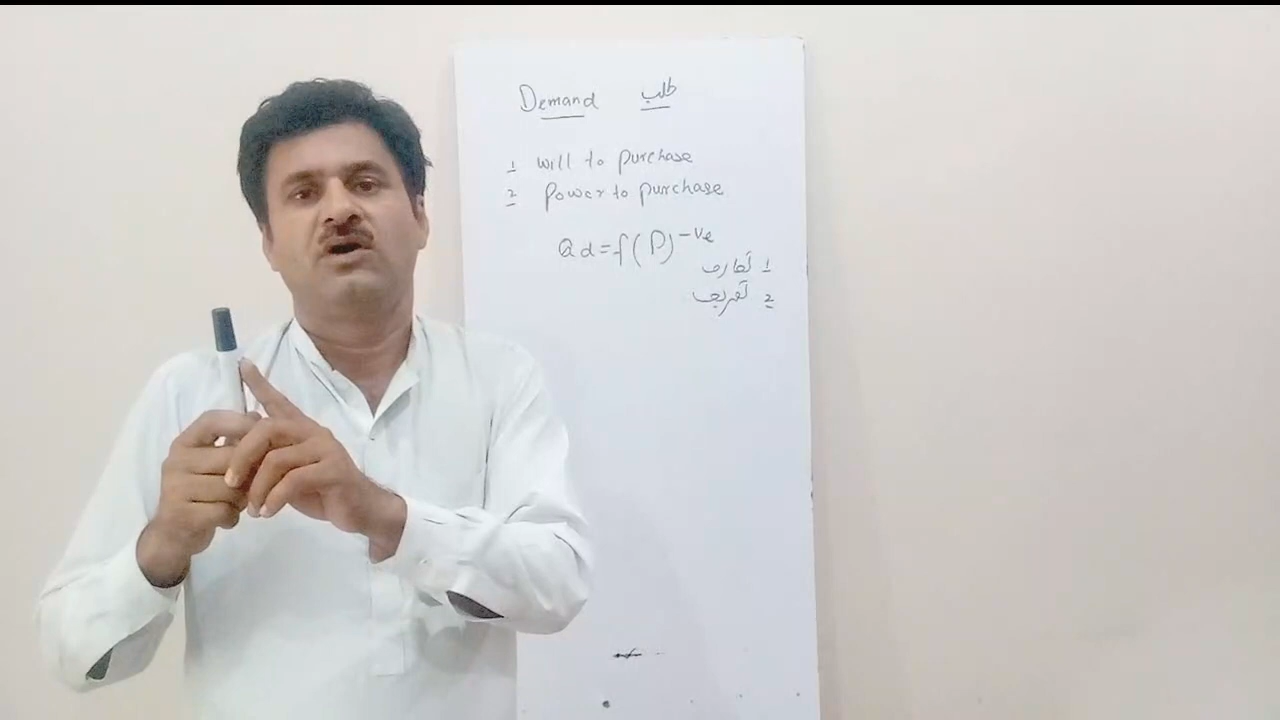 Demand طلب
1 will to purchase
2 Power to purchase
Qd=f(P)-ve
1 تعارف
2 تعریف